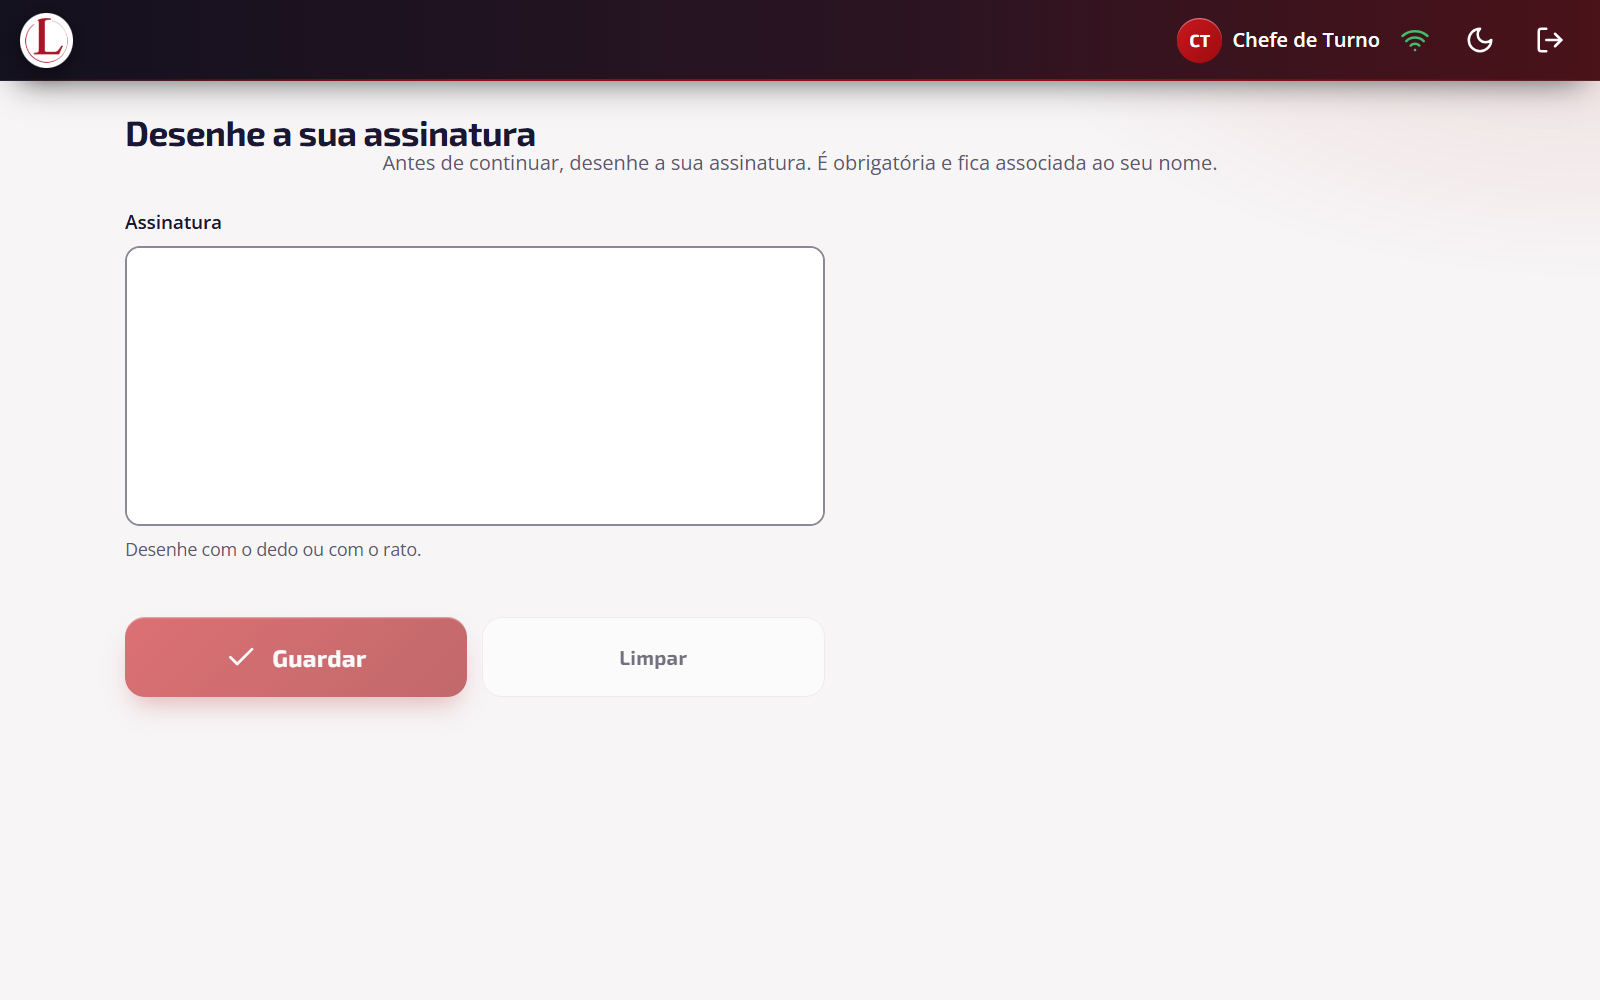 L
CT
Chefe de Turno
Desenhe a sua assinatura
Antes de continuar, desenhe a sua assinatura. É obrigatória e fica associada ao seu nome.
Assinatura
Desenhe com o dedo ou com o rato.
Guardar
Limpar